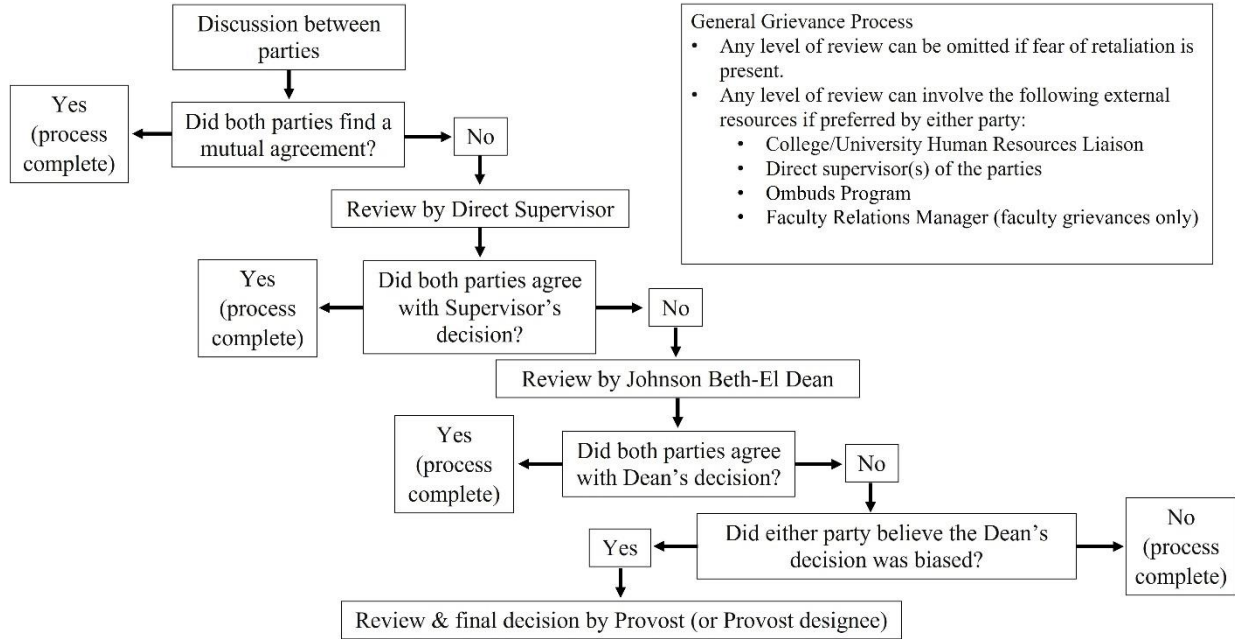 Discussion between
parties
Yes
(process
complete)
Did both parties find a
mutual agreement?
No
Review by Direct Supervisor
Yes
(process
complete)
Did both parties agree
with Supervisor’s
decision?
No
Review by Johnson Beth-El Dean
Yes
(process
complete)
Did both parties agree
with Dean’s decision?
No
Yes
Did either party believe the Dean’s
decision was biased?
No
(process
complete)
Review & final decision by Provost (or Provost designee)
General Grievance Process
• Any level of review can be omitted if fear of retaliation is
present.
• Any level of review can involve the following external
resources if preferred by either party:
• College/University Human Resources Liaison
• Direct supervisor(s) of the parties
• Ombuds Program
• Faculty Relations Manager (faculty grievances only)